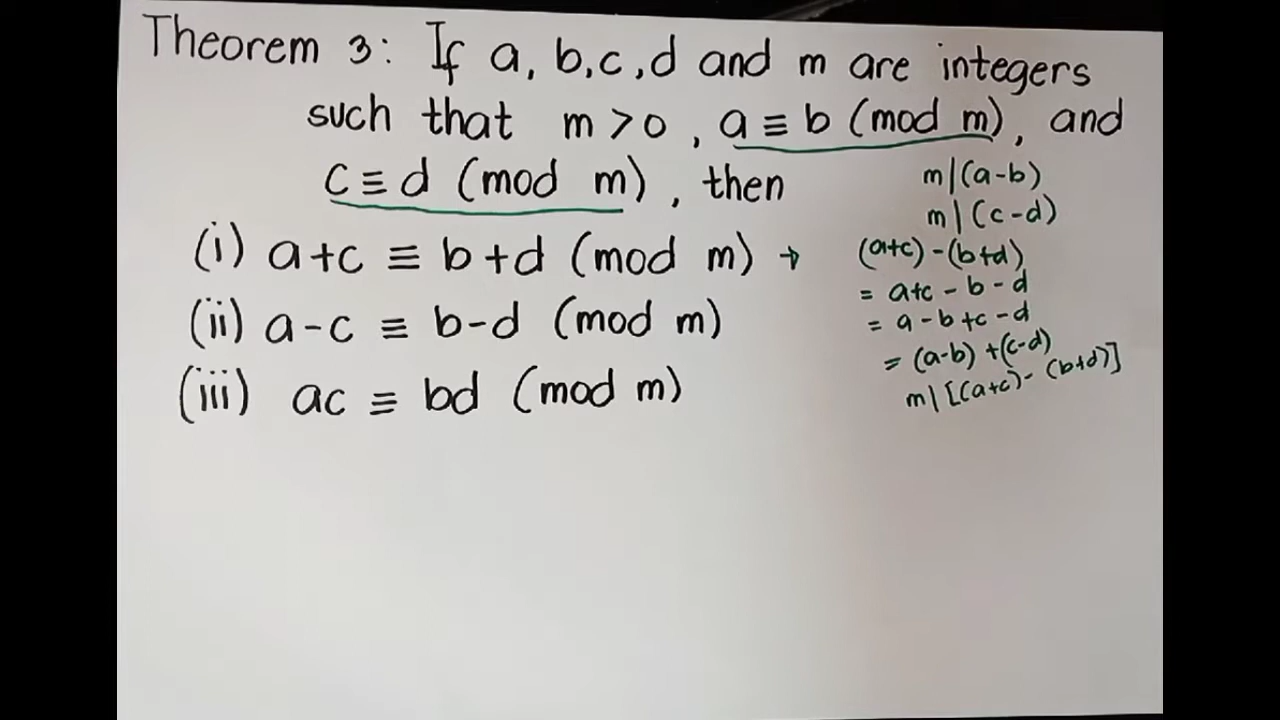 Theorem 3: If a, b, c, d and m are integers
such that m > 0, a ≡ b (mod m), and
c ≡ d (mod m), then
m|(a-b)
m|(c-d)
(i) a+c ≡ b+d (mod m) →
(a+c)-(b+d)
= a+c-b-d
(ii) a-c ≡ b-d (mod m)
= a-b+c-d
= (a-b)+(c-d)
(iii) ac ≡ bd (mod m)
m|[(a+c)-(b+d)]